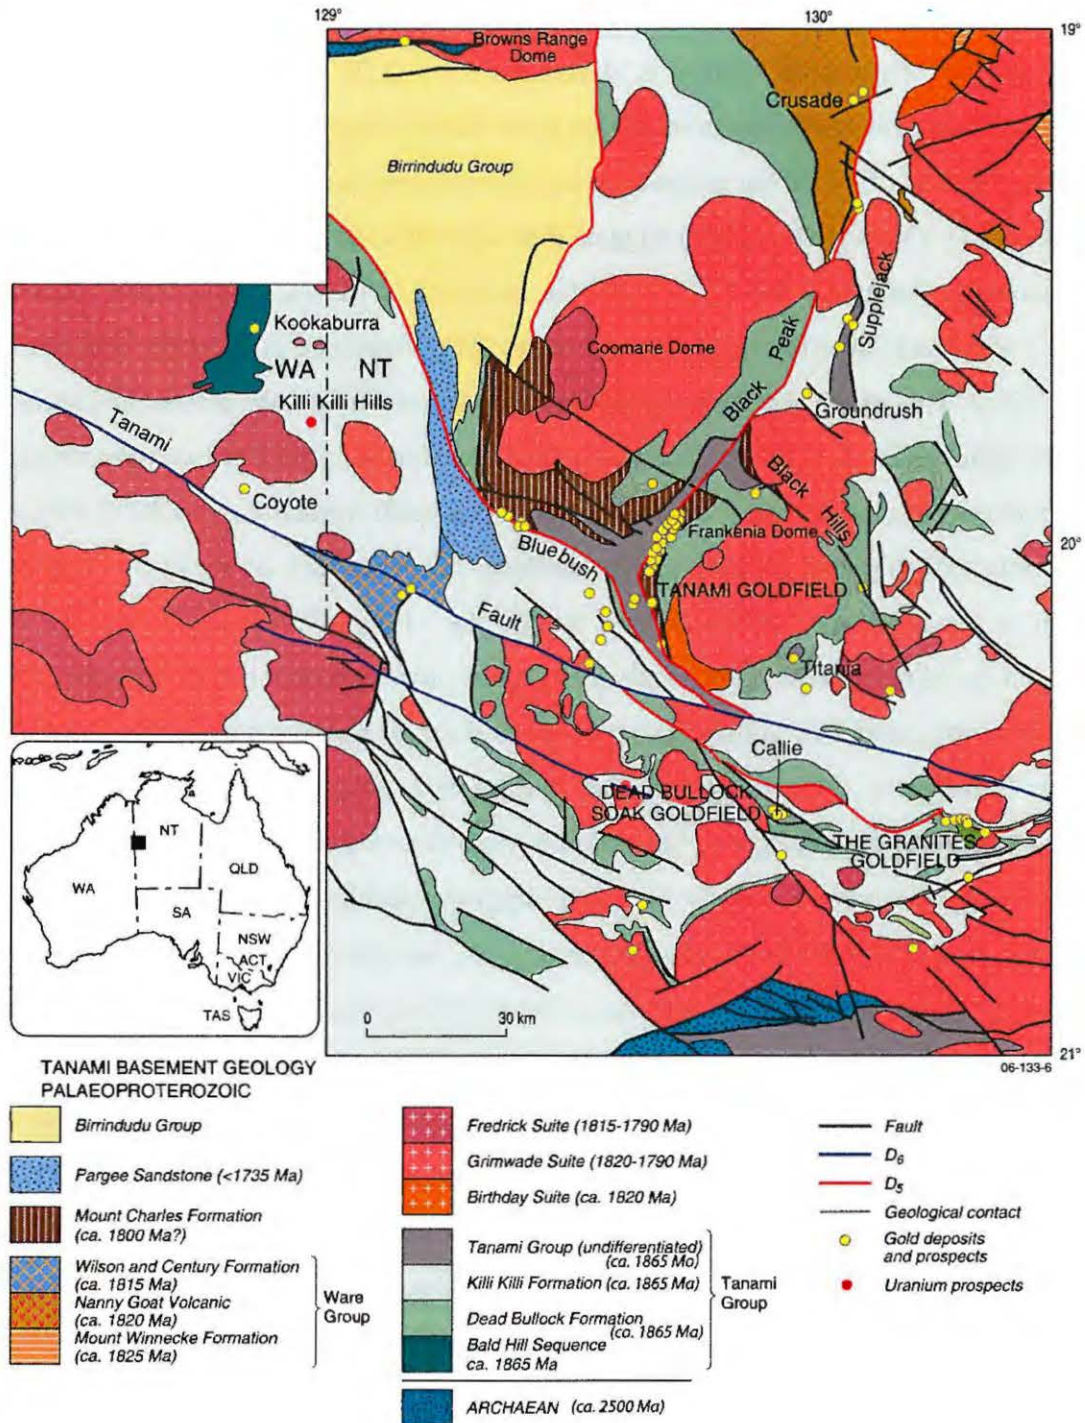 129°
130°
19°
Browns Range
Dome
Crusade
Birrindudu Group
Supplejack
Kookaburra
WA
NT
Coomarie Dome
Peak
Black
Killi Killi Hills
Groundrush
Tanami
Black
Hills
Coyote
Bluebush
Frankenia Dome
20°
TANAMI GOLDFIELD
Fault
Titania
Callie
DEAD BULLOCK
SOAK GOLDFIELD
THE GRANITES
GOLDFIELD
NT
WA
QLD
SA
NSW
ACT
VIC
TAS
0
30 km
21°
06-133-6
TANAMI BASEMENT GEOLOGY
PALAEOPROTEROZOIC
Birrindudu Group
Pargee Sandstone (<1735 Ma)
Mount Charles Formation
(ca. 1800 Ma?)
Wilson and Century Formation
(ca. 1815 Ma)
Nanny Goat Volcanic
(ca. 1820 Ma)
Mount Winnecke Formation
(ca. 1825 Ma)
Ware
Group
Fredrick Suite (1815-1790 Ma)
Grimwade Suite (1820-1790 Ma)
Birthday Suite (ca. 1820 Ma)
Tanami Group (undifferentiated)
(ca. 1865 Ma)
Killi Killi Formation (ca. 1865 Ma)
Dead Bullock Formation
(ca. 1865 Ma)
Bald Hill Sequence
ca. 1865 Ma
Tanami
Group
ARCHAEAN (ca. 2500 Ma)
Fault
D6
D5
Geological contact
Gold deposits
and prospects
Uranium prospects